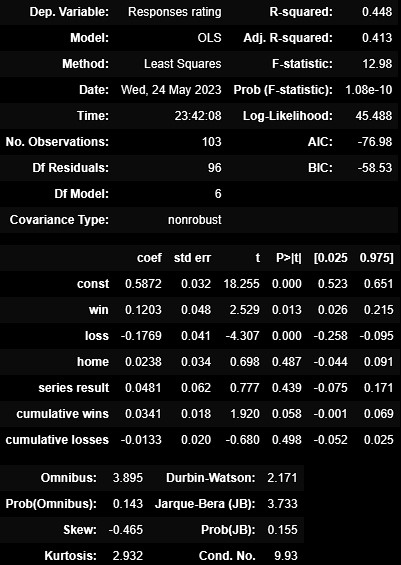 Dep. Variable: Responses rating R-squared: 0.448
Model: OLS Adj. R-squared: 0.413
Method: Least Squares F-statistic: 12.98
Date: Wed, 24 May 2023 Prob (F-statistic): 1.08e-10
Time: 23:42:08 Log-Likelihood: 45.488
No. Observations: 103 AIC: -76.98
Df Residuals: 96 BIC: -58.53
Df Model: 6
Covariance Type: nonrobust
coef std err t P>|t| [0.025 0.975]
const 0.5872 0.032 18.255 0.000 0.523 0.651
win 0.1203 0.048 2.529 0.013 0.026 0.215
loss -0.1769 0.041 -4.307 0.000 -0.258 -0.095
home 0.0238 0.034 0.698 0.487 -0.044 0.091
series result 0.0481 0.062 0.777 0.439 -0.075 0.171
cumulative wins 0.0341 0.018 1.920 0.058 -0.001 0.069
cumulative losses -0.0133 0.020 -0.680 0.498 -0.052 0.025
Omnibus: 3.895 Durbin-Watson: 2.171
Prob(Omnibus): 0.143 Jarque-Bera (JB): 3.733
Skew: -0.465 Prob(JB): 0.155
Kurtosis: 2.932 Cond. No. 9.93